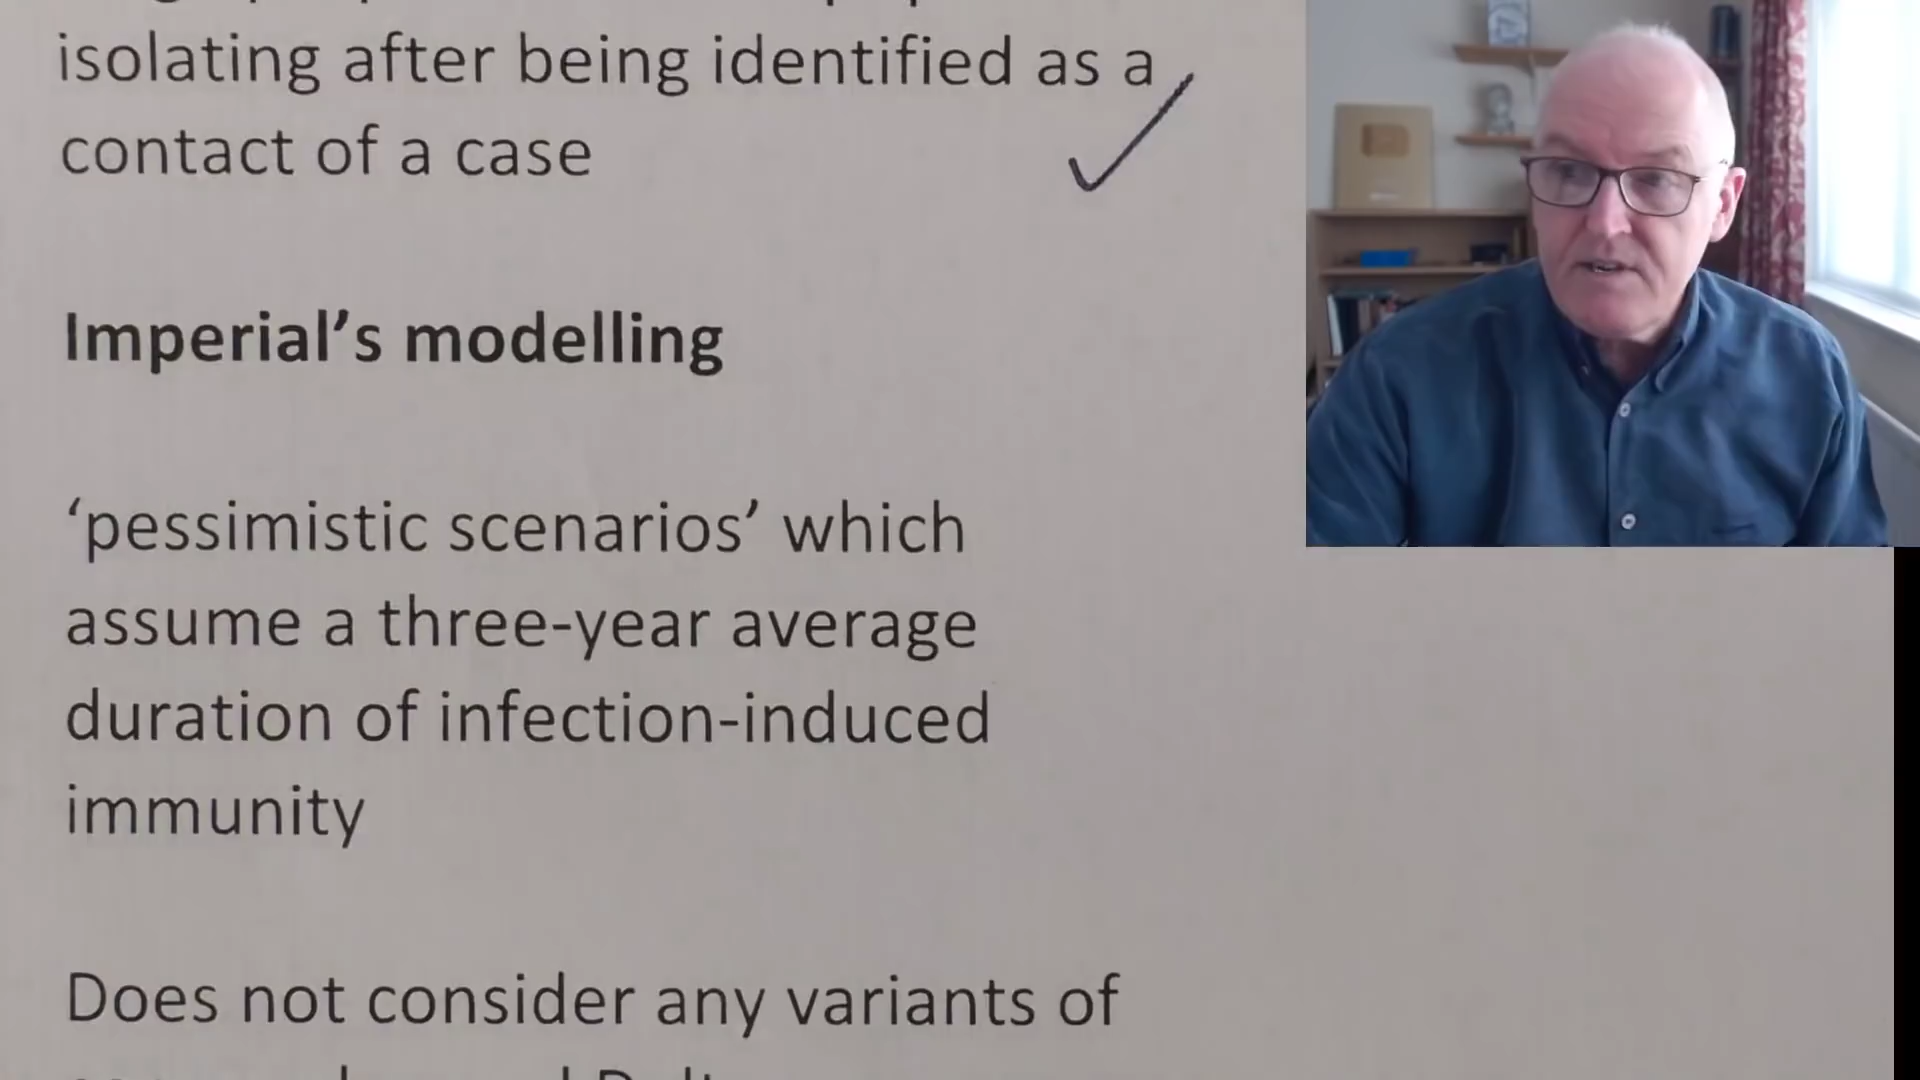 isolating after being identified as a
contact of a case
Imperial’s modelling
‘pessimistic scenarios’ which
assume a three-year average
duration of infection-induced
immunity
Does not consider any variants of